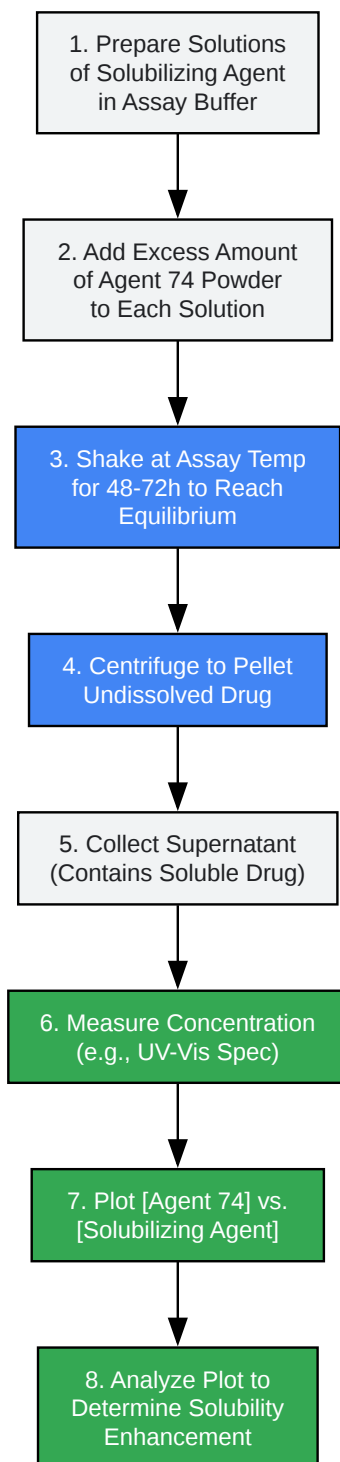 1. Prepare Solutions
of Solubilizing Agent
in Assay Buffer
2. Add Excess Amount
of Agent 74 Powder
to Each Solution
3. Shake at Assay Temp
for 48-72h to Reach
Equilibrium
4. Centrifuge to Pellet
Undissolved Drug
5. Collect Supernatant
(Contains Soluble Drug)
6. Measure Concentration
(e.g., UV-Vis Spec)
7. Plot [Agent 74] vs.
[Solubilizing Agent]
8. Analyze Plot to
Determine Solubility
Enhancement